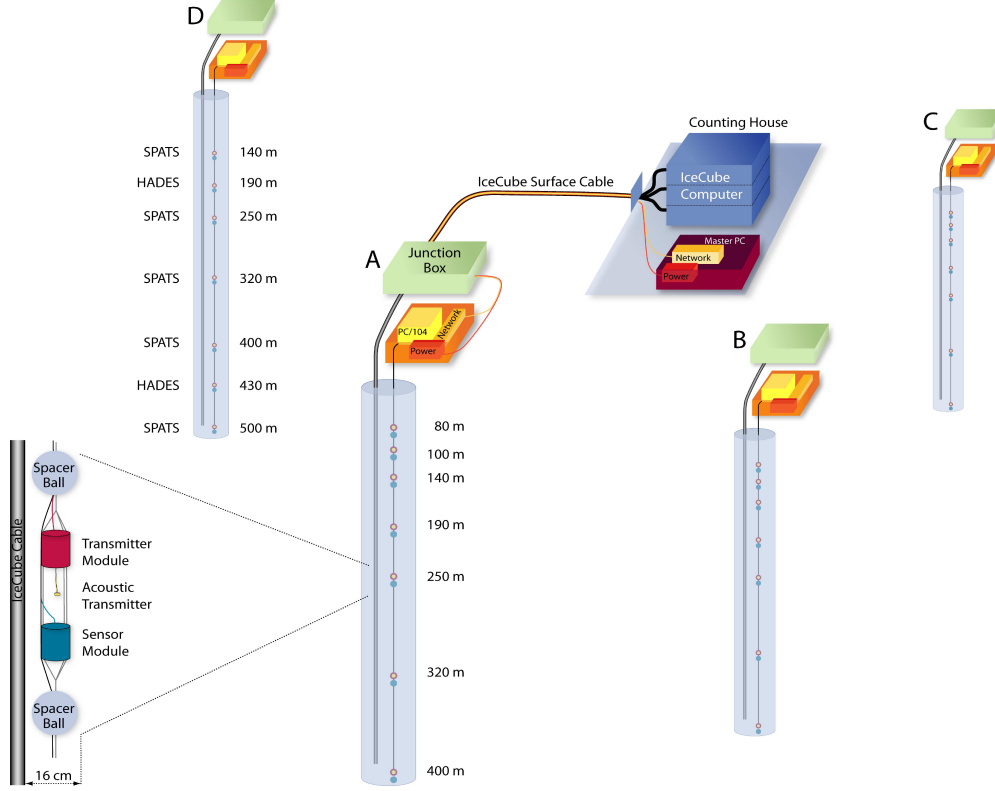 D
SPATS 140 m
HADES 190 m
SPATS 250 m
SPATS 320 m
SPATS 400 m
HADES 430 m
SPATS 500 m
Counting House
IceCube
Computer
Master PC
Network
Power
IceCube Surface Cable
A
Junction
Box
PC/104
Network
Power
80 m
100 m
140 m
190 m
250 m
320 m
400 m
B
C
IceCube Cable
Spacer
Ball
Transmitter
Module
Acoustic
Transmitter
Sensor
Module
Spacer
Ball
16 cm